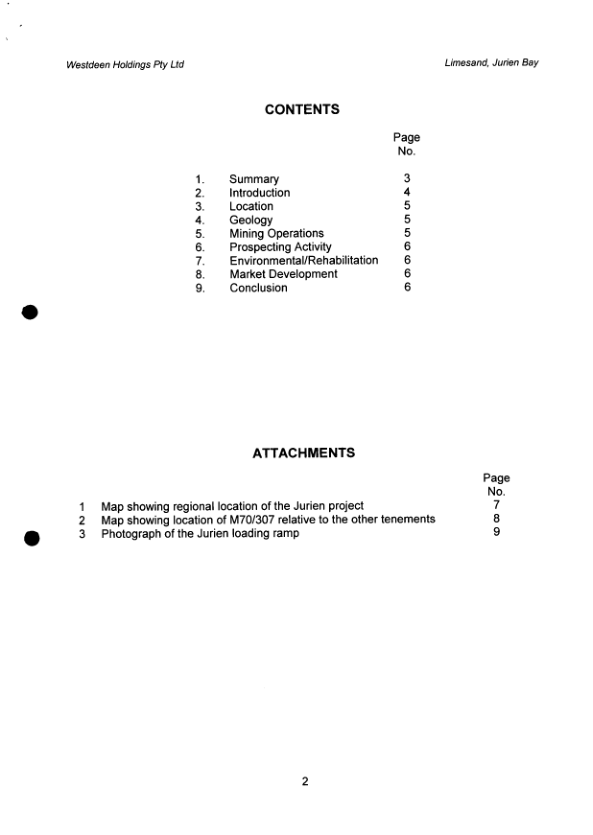 Westdeen Holdings Pty Ltd Limesand, Jurien Bay
CONTENTS
Page
No.
1. Summary 3
2. Introduction 4
3. Location 5
4. Geology 5
5. Mining Operations 5
6. Prospecting Activity 6
7. Environmental/Rehabilitation 6
8. Market Development 6
9. Conclusion 6
ATTACHMENTS
Page
No.
1 Map showing regional location of the Jurien project 7
2 Map showing location of M70/307 relative to the other tenements 8
3 Photograph of the Jurien loading ramp 9
2